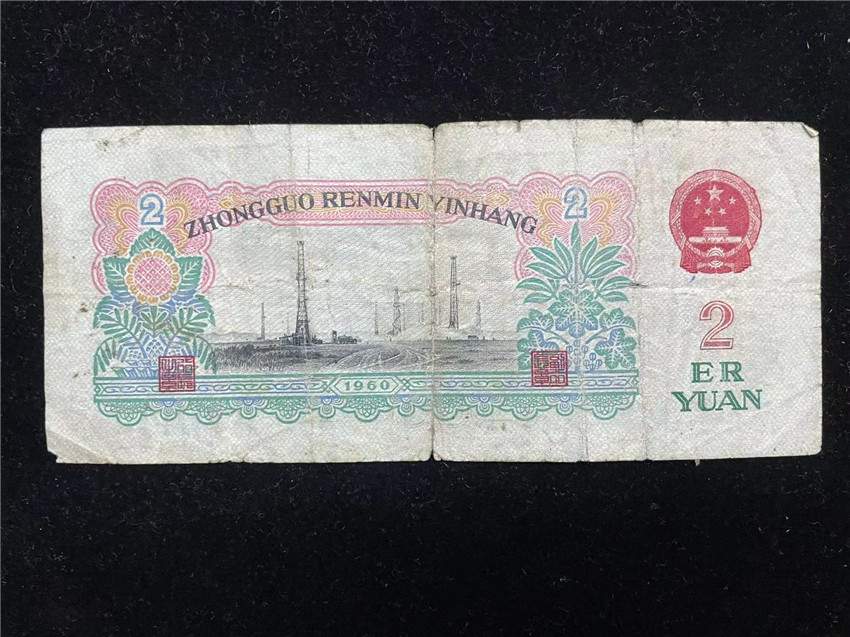 2
2
ZHONGGUO RENMIN YINHANG
1960
2
ER
YUAN